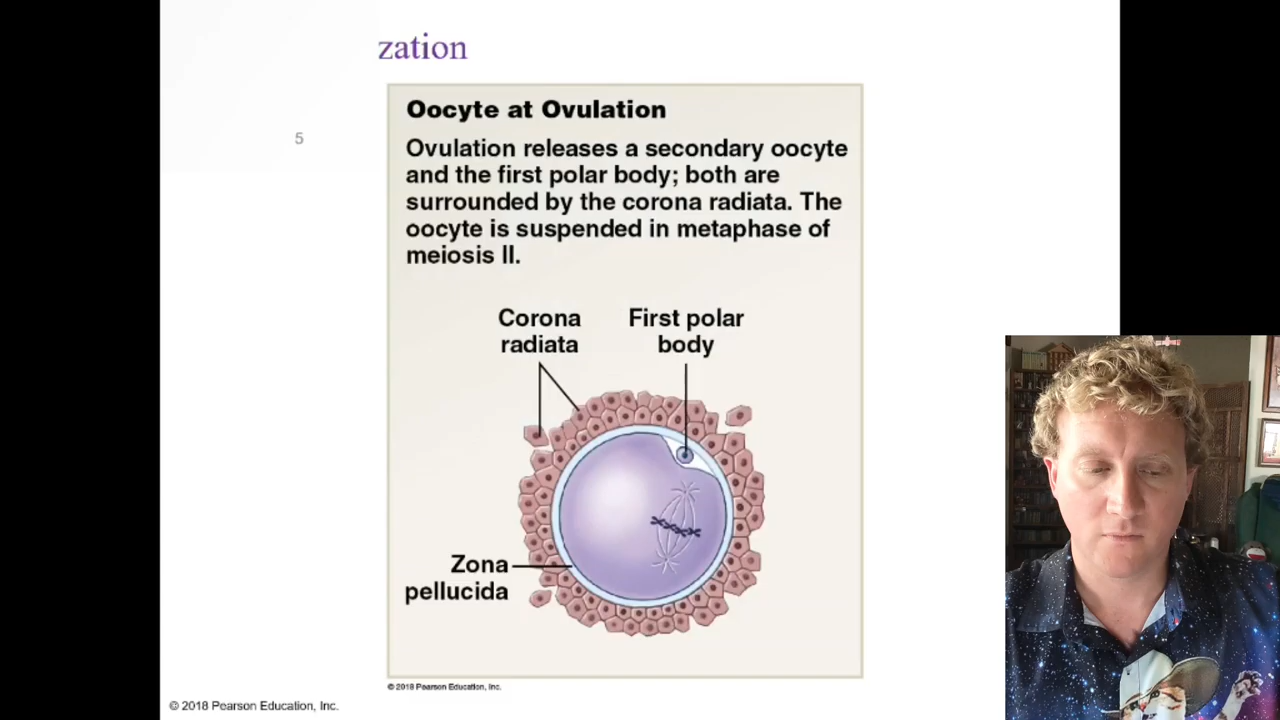 zation
5
Oocyte at Ovulation
Ovulation releases a secondary oocyte
and the first polar body; both are
surrounded by the corona radiata. The
oocyte is suspended in metaphase of
meiosis II.
Corona
radiata
First polar
body
Zona
pellucida
© 2018 Pearson Education, Inc.
© 2018 Pearson Education, Inc.